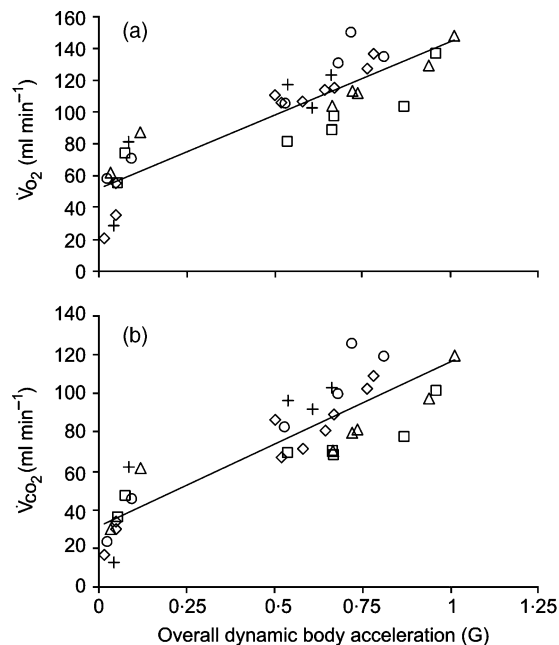 (a)
160
140
120
100
80
60
40
20
0
V̇O₂ (ml min⁻¹)
(b)
140
120
100
80
60
40
20
0
V̇CO₂ (ml min⁻¹)
0 0·25 0·5 0·75 1 1·25
Overall dynamic body acceleration (G)